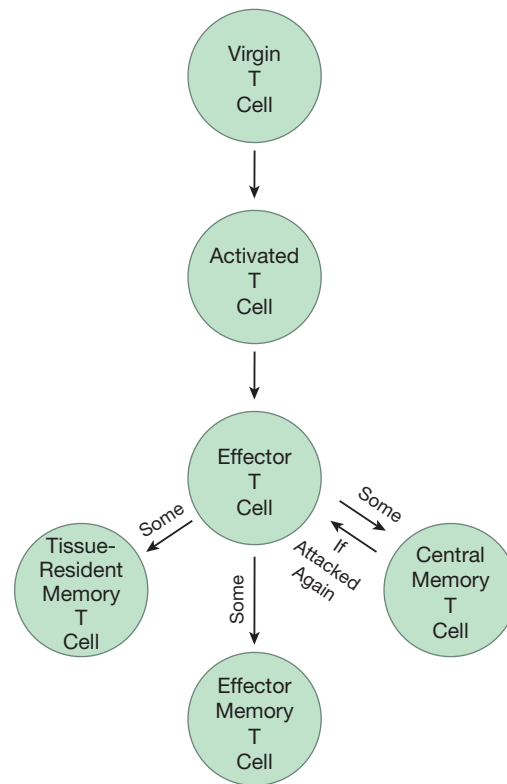 Virgin
T
Cell
Activated
T
Cell
Effector
T
Cell
Some
Some
If
Attacked
Again
Tissue-
Resident
Memory
T
Cell
Some
Central
Memory
T
Cell
Effector
Memory
T
Cell